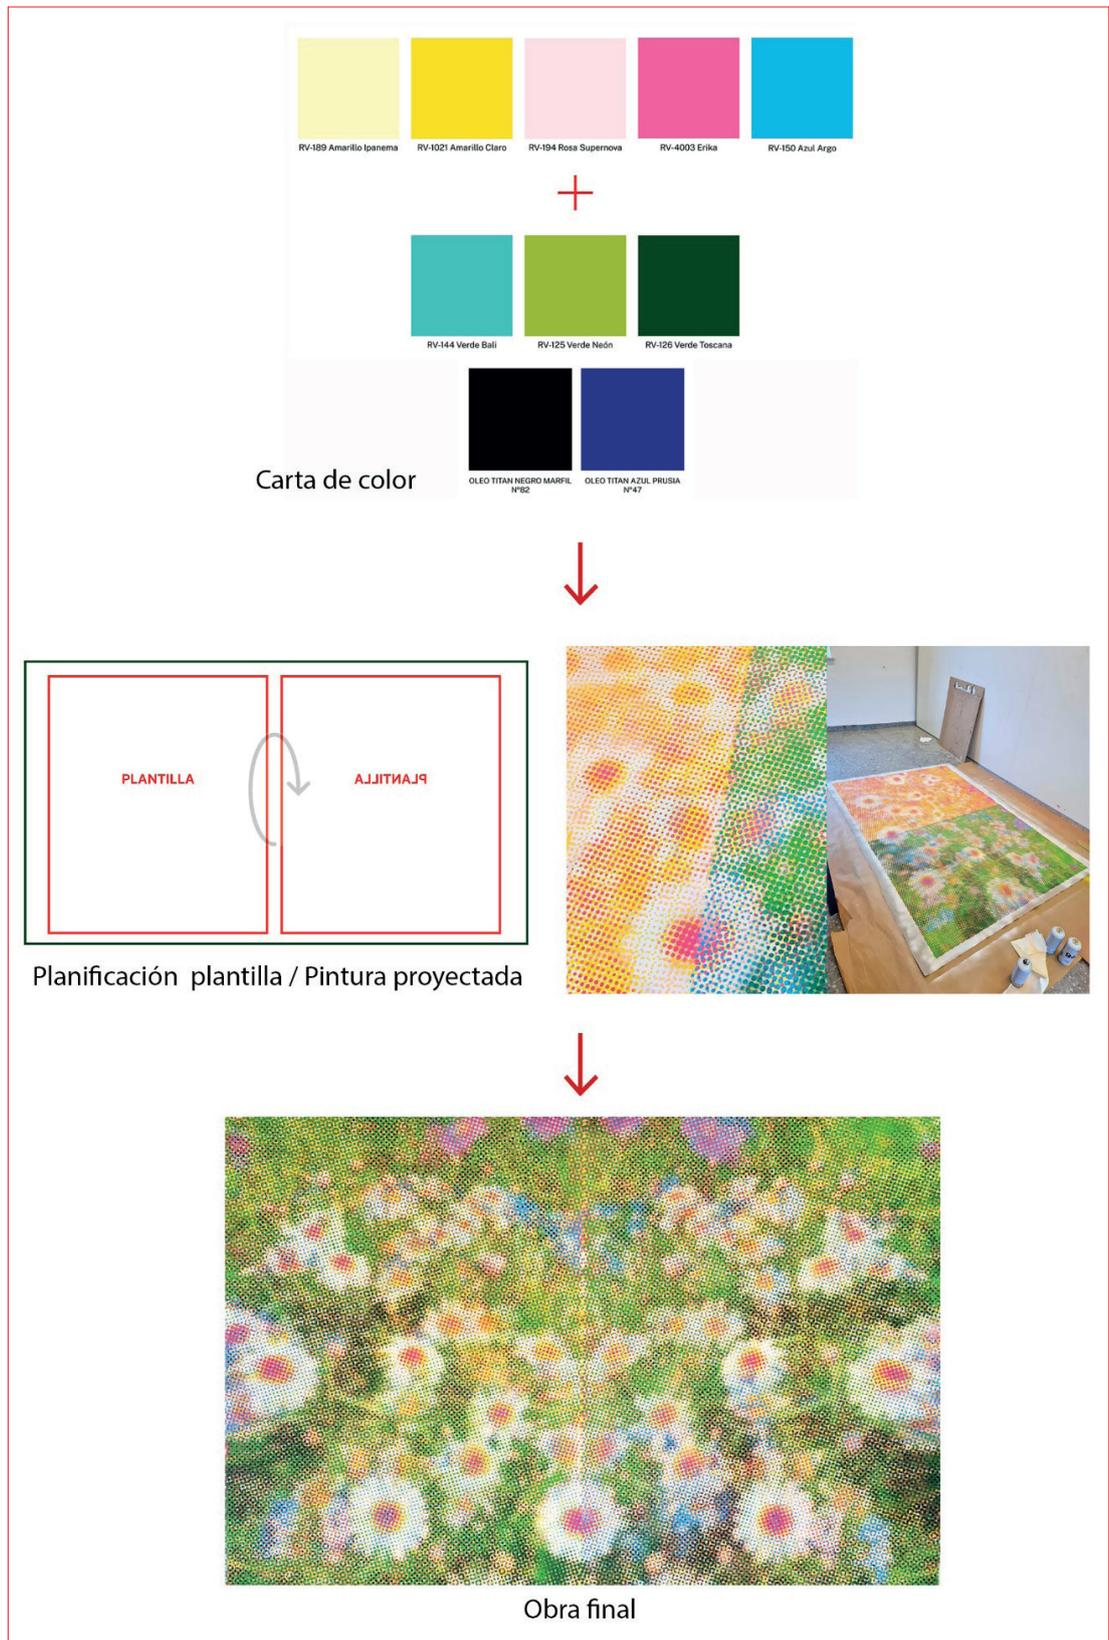 RV-189 Amarillo Ipanema RV-1021 Amarillo Claro RV-194 Rosa Supernova RV-4003 Erika RV-150 Azul Argo
RV-144 Verde Bali RV-125 Verde Neón RV-126 Verde Toscana
Carta de color
OLEO TITAN NEGRO MARFIL
Nº82
OLEO TITAN AZUL PRUSIA
Nº47
PLANTILLA PLANTILLA
Planificación plantilla / Pintura proyectada
Obra final